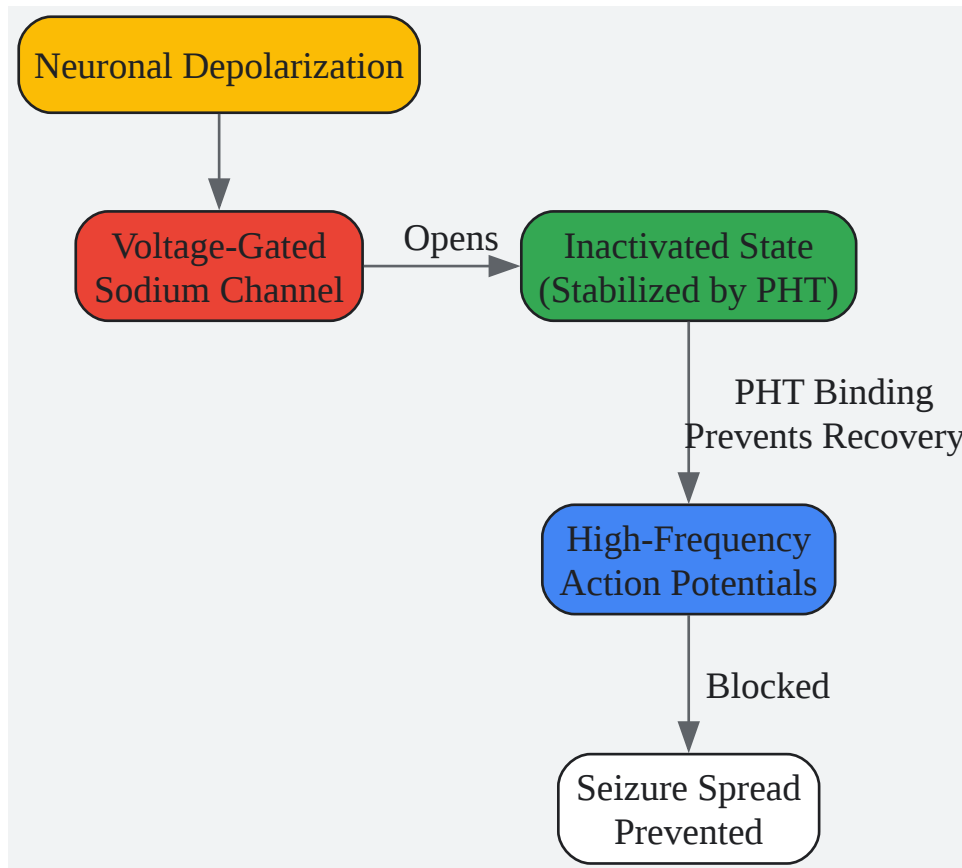 Neuronal Depolarization
Voltage-Gated
Sodium Channel
Opens
Inactivated State
(Stabilized by PHT)
PHT Binding
Prevents Recovery
High-Frequency
Action Potentials
Blocked
Seizure Spread
Prevented